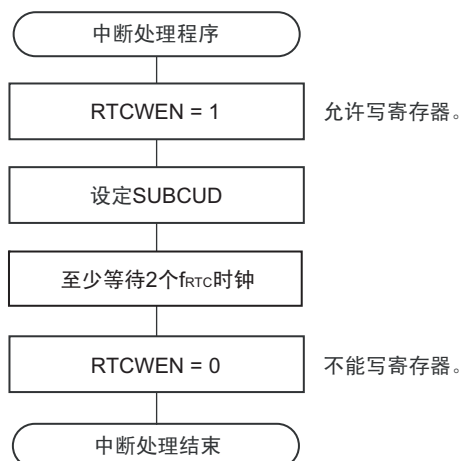 中断处理程序
RTCWEN = 1
允许写寄存器。
设定SUBCUD
至少等待2个fRTC时钟
RTCWEN = 0
不能写寄存器。
中断处理结束